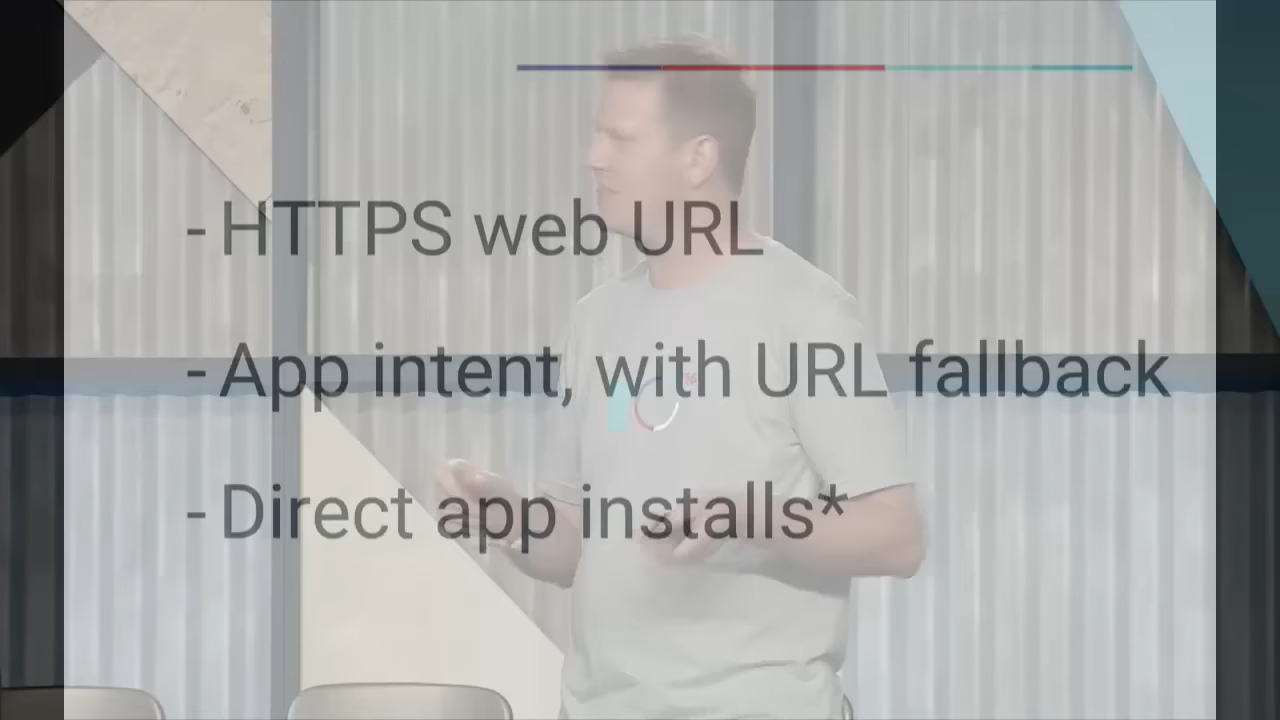 - HTTPS web URL
- App intent, with URL fallback
- Direct app installs*